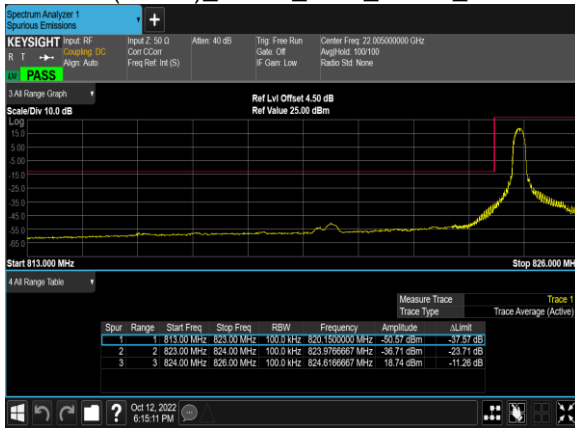 Spectrum Analyzer 1
Spurious Emissions
+
KEYSIGHT Input: RF Input Z: 50 Ω Atten: 40 dB Trig: Free Run Center Freq: 22.005000000 GHz
R T Coupling: DC Corr CCorr Gate: Off Avg|Hold: 100/100
Align: Auto Freq Ref: Int (S) IF Gain: Low Radio Std: None
PASS
3 All Range Graph
Ref Lvl Offset 4.50 dB
Scale/Div 10.0 dB Ref Value 25.00 dBm
Log
15.0
5.00
-5.00
-15.0
-25.0
-35.0
-45.0
-55.0
-65.0
Start 813.000 MHz Stop 826.000 MH
4 All Range Table
Measure Trace Trace 1
Trace Type Trace Average (Active)
Spur Range Start Freq Stop Freq RBW Frequency Amplitude ΔLimit
1 1 813.00 MHz 823.00 MHz 100.0 kHz 820.1500000 MHz -50.57 dBm -37.57 dB
2 2 823.00 MHz 824.00 MHz 100.0 kHz 823.9766667 MHz -36.71 dBm -23.71 dB
3 3 824.00 MHz 826.00 MHz 100.0 kHz 824.6166667 MHz 18.74 dBm -11.26 dB
? Oct 12, 2022
6:15:11 PM